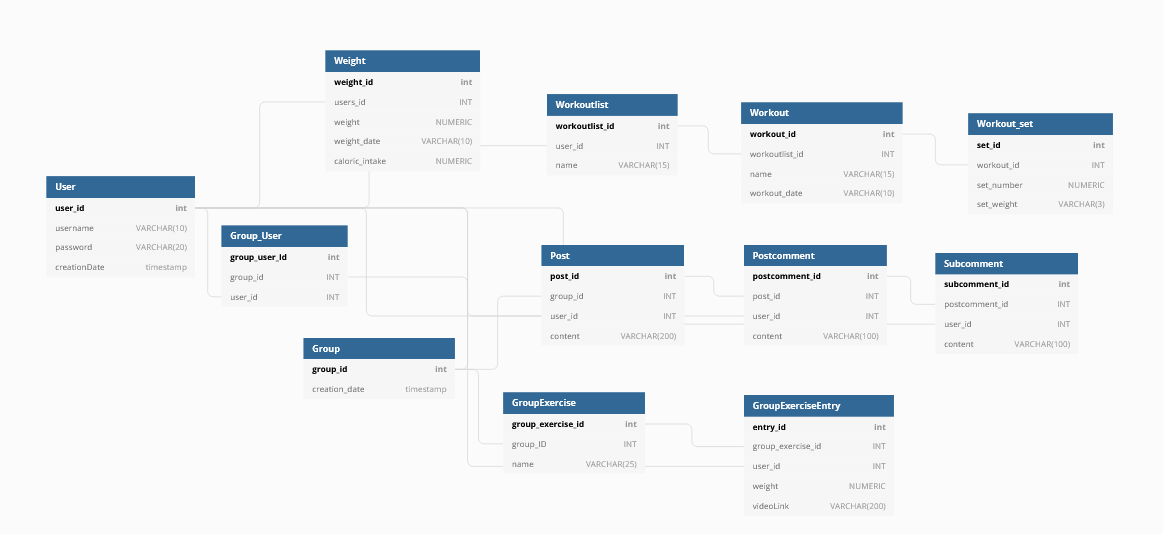 Weight
weight_id int
users_id INT
weight NUMERIC
weight_date VARCHAR(10)
caloric_intake NUMERIC
Workoutlist
workoutlist_id int
user_id INT
name VARCHAR(15)
Workout
workout_id int
workoutlist_id INT
name VARCHAR(15)
workout_date VARCHAR(10)
Workout_set
set_id int
workout_id INT
set_number NUMERIC
set_weight VARCHAR(3)
User
user_id int
username VARCHAR(10)
password VARCHAR(20)
creationDate timestamp
Group_User
group_user_Id int
group_id INT
user_id INT
Post
post_id int
group_id INT
user_id INT
content VARCHAR(200)
Postcomment
postcomment_id int
post_id INT
user_id INT
content VARCHAR(100)
Subcomment
subcomment_id int
postcomment_id INT
user_id INT
content VARCHAR(100)
Group
group_id int
creation_date timestamp
GroupExercise
group_exercise_id int
group_ID INT
name VARCHAR(25)
GroupExerciseEntry
entry_id int
group_exercise_id INT
user_id INT
weight NUMERIC
videoLink VARCHAR(200)